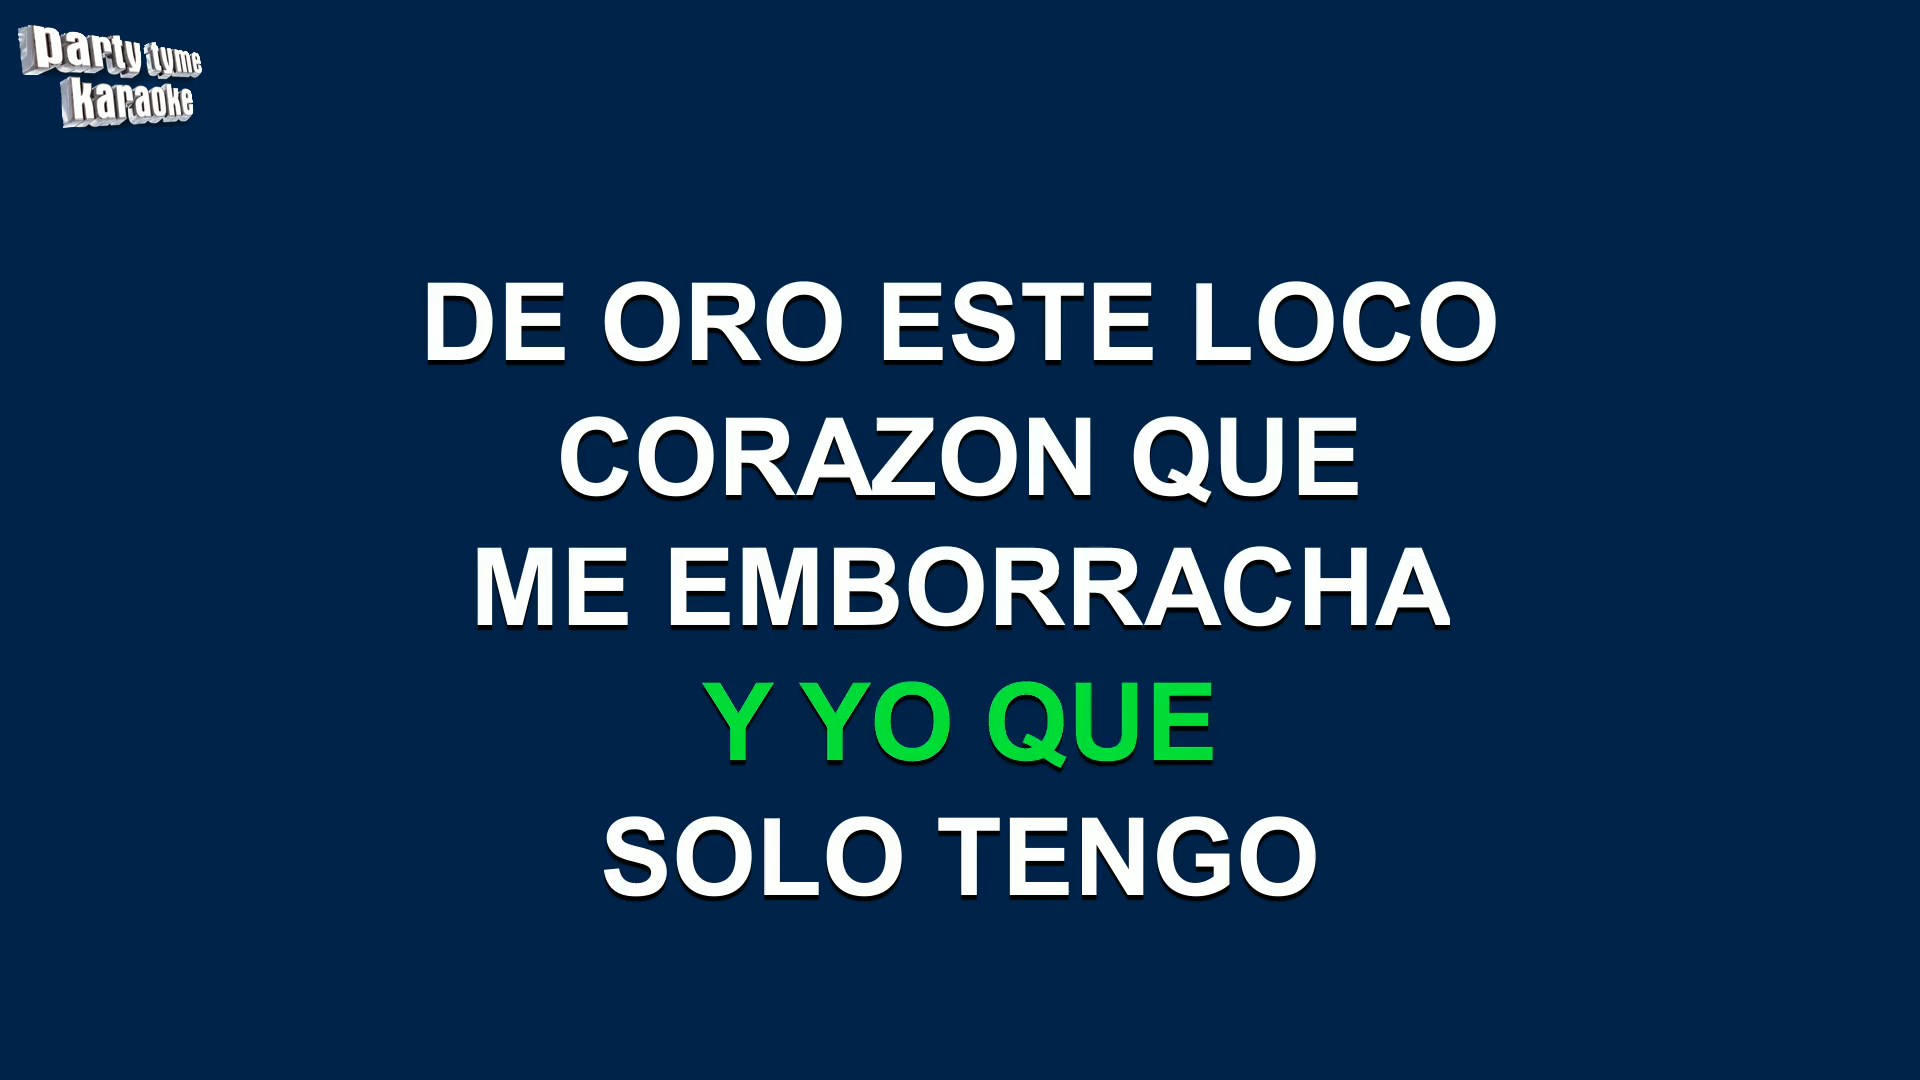 party tyme
karaoke
DE ORO ESTE LOCO
CORAZON QUE
ME EMBORRACHA
Y YO QUE
SOLO TENGO